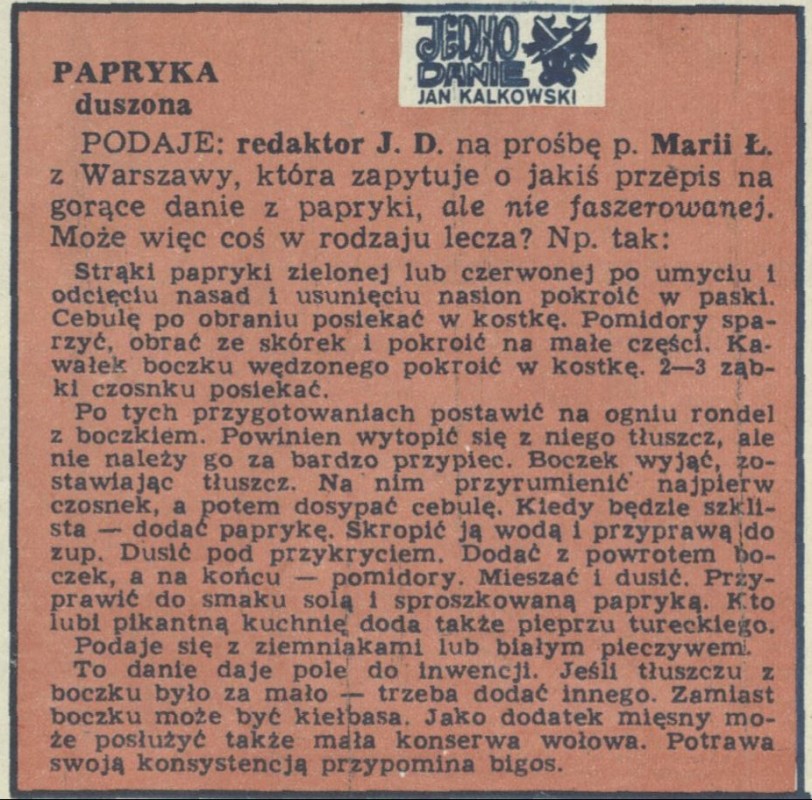 JEDNO
DANIE
JAN KALKOWSKI
PAPRYKA
duszona
PODAJE: redaktor J. D. na prośbę p. Marii Ł.
z Warszawy, która zapytuje o jakiś przepis na
gorące danie z papryki, ale nie faszerowanej.
Może więc coś w rodzaju lecza? Np. tak:
Strąki papryki zielonej lub czerwonej po umyciu i
odcięciu nasad i usunięciu nasion pokroić w paski.
Cebulę po obraniu posiekać w kostkę. Pomidory spa-
rzyć, obrać ze skórek i pokroić na małe części. Ka-
wałek boczku wędzonego pokroić w kostkę. 2—3 ząb-
ki czosnku posiekać.
Po tych przygotowaniach postawić na ogniu rondel
z boczkiem. Powinien wytopić się z niego tłuszcz, ale
nie należy go za bardzo przypiec. Boczek wyjąć, zo-
stawiając tłuszcz. Na nim przyrumienić najpierw
czosnek, a potem dosypać cebulę. Kiedy będzie szkli-
sta — dodać paprykę. Skropić ją wodą i przyprawą do
zup. Dusić pod przykryciem. Dodać z powrotem bo-
czek, a na końcu — pomidory. Mieszać i dusić. Przy-
prawić do smaku solą i sproszkowaną papryką. Kto
lubi pikantną kuchnię doda także pieprzu tureckiego.
Podaje się z ziemniakami lub białym pieczywem.
To danie daje pole do inwencji. Jeśli tłuszczu z
boczku było za mało — trzeba dodać innego. Zamiast
boczku może być kiełbasa. Jako dodatek mięsny mo-
że posłużyć także mała konserwa wołowa. Potrawa
swoją konsystencją przypomina bigos.